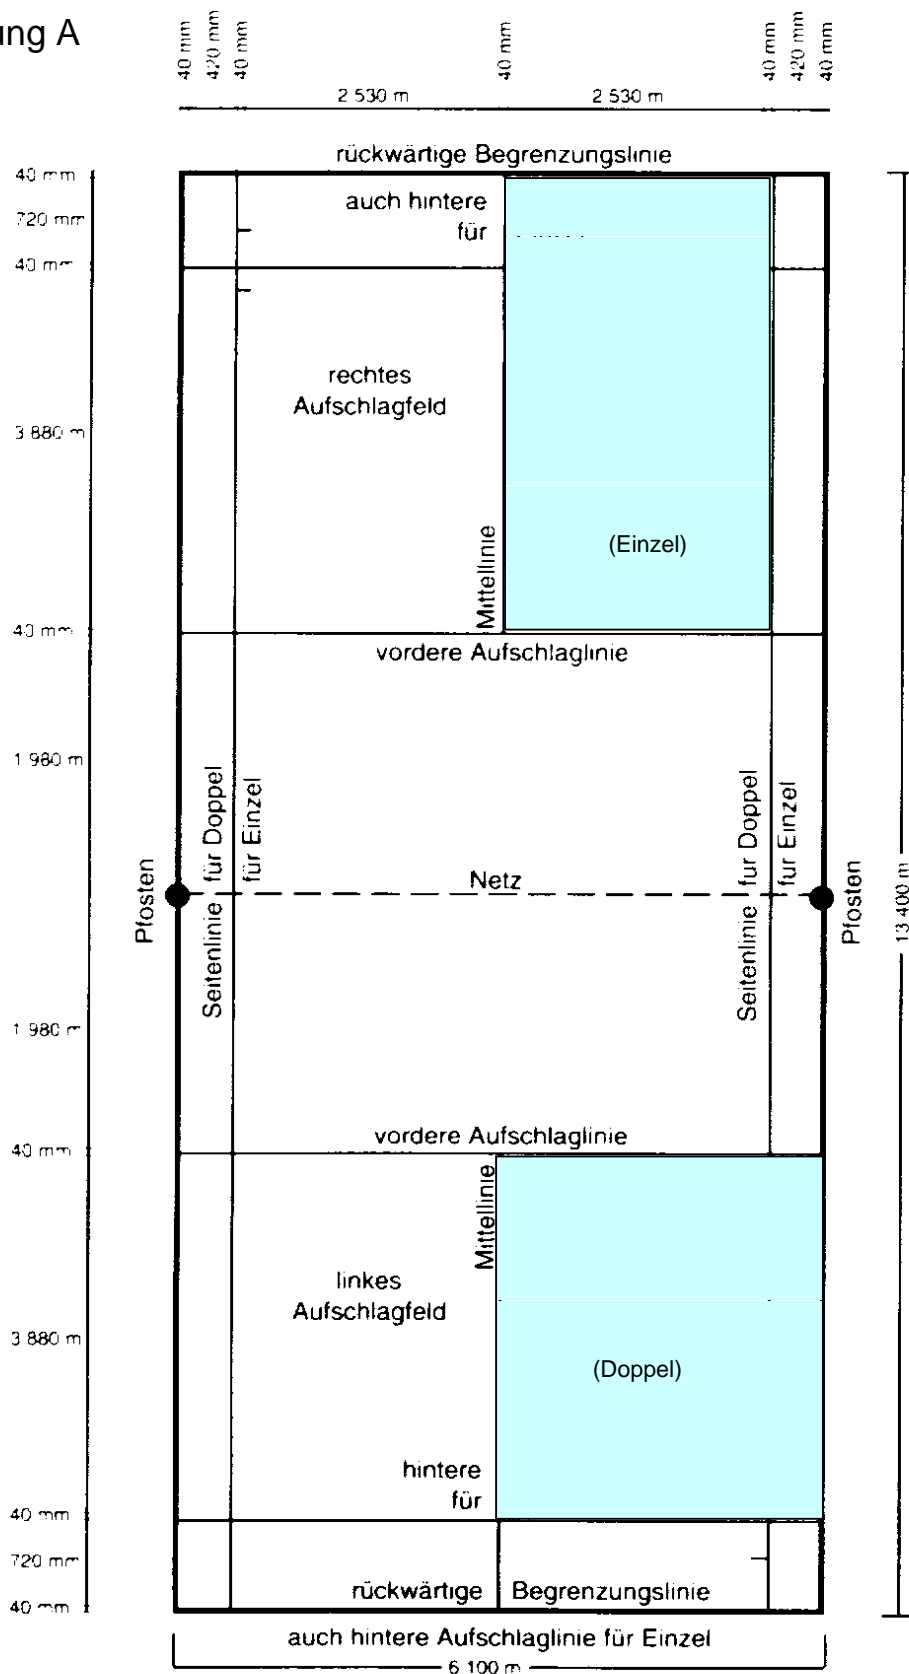 ung A
40 mm
420 mm
40 mm
40 mm
40 mm
420 mm
40 mm
2 530 m
2 530 m
rückwärtige Begrenzungslinie
40 mm
auch hintere
720 mm
für
40 mm
rechtes
Aufschlagfeld
3 880 m
Mittellinie
(Einzel)
40 mm
vordere Aufschlaglinie
1 980 m
Seitenlinie für Doppel
für Einzel
Seitenlinie für Doppel
für Einzel
Pfosten
Netz
Pfosten
13 400 m
1 980 m
vordere Aufschlaglinie
40 mm
Mittellinie
linkes
Aufschlagfeld
3 880 m
(Doppel)
hintere
für
40 mm
720 mm
rückwärtige Begrenzungslinie
40 mm
auch hintere Aufschlaglinie für Einzel
6 100 m